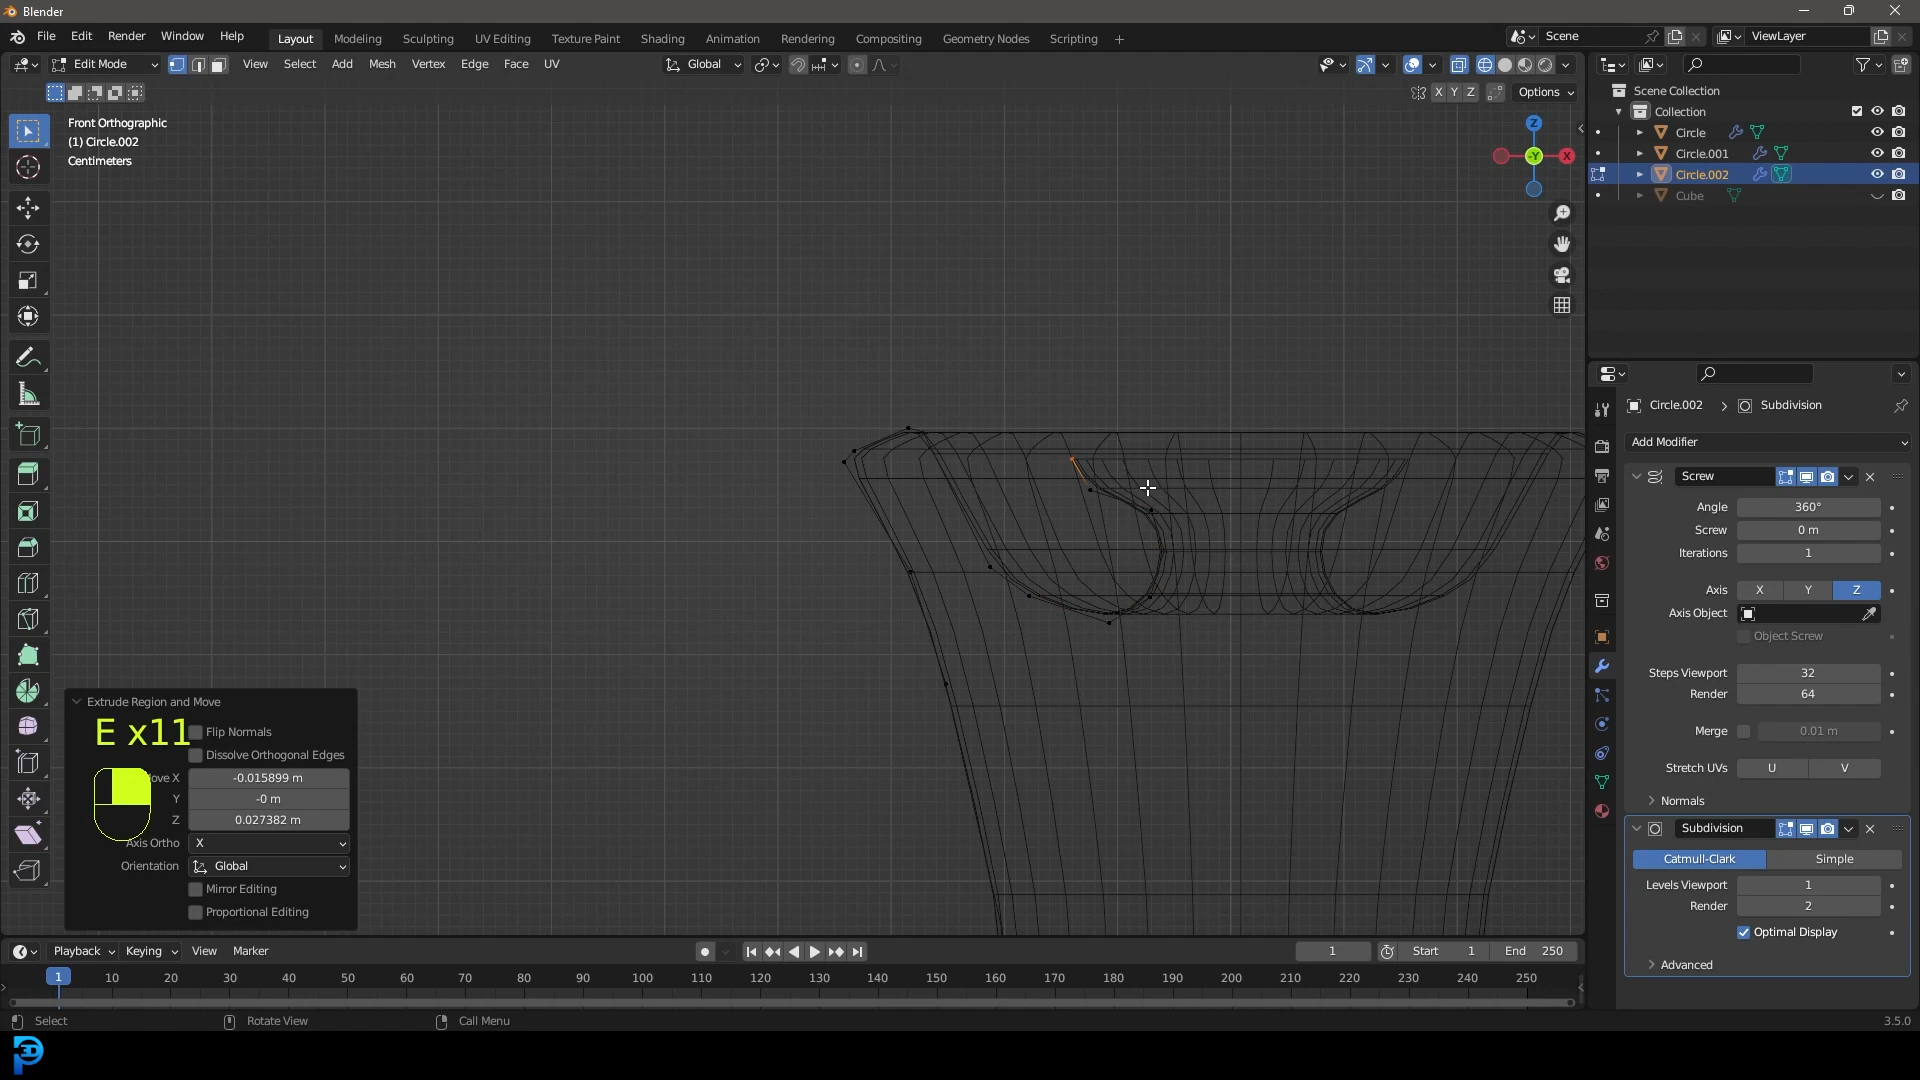 Blender
File Edit Render Window Help
Layout Modeling Sculpting UV Editing Texture Paint Shading Animation Rendering Compositing Geometry Nodes Scripting +
Scene
ViewLayer
Edit Mode
View Select Add Mesh Vertex Edge Face UV
Global
X Y Z
Options
Front Orthographic
(1) Circle.002
Centimeters
Z
-Y
X
Scene Collection
Collection
Circle
Circle.001
Circle.002
Cube
Circle.002 > Subdivision
Add Modifier
Screw
Angle 360°
Screw 0 m
Iterations 1
Axis X Y Z
Axis Object
Object Screw
Steps Viewport 32
Render 64
Merge 0.01 m
Stretch UVs U V
Normals
Subdivision
Catmull-Clark Simple
Levels Viewport 1
Render 2
Optimal Display
Advanced
Extrude Region and Move
E x11
Flip Normals
Dissolve Orthogonal Edges
ove X -0.015899 m
Y -0 m
Z 0.027382 m
Axis Ortho X
Orientation Global
Mirror Editing
Proportional Editing
Playback Keying View Marker
1
Start 1 End 250
1 10 20 30 40 50 60 70 80 90 100 110 120 130 140 150 160 170 180 190 200 210 220 230 240 250
Select Rotate View Call Menu
3.5.0
3D